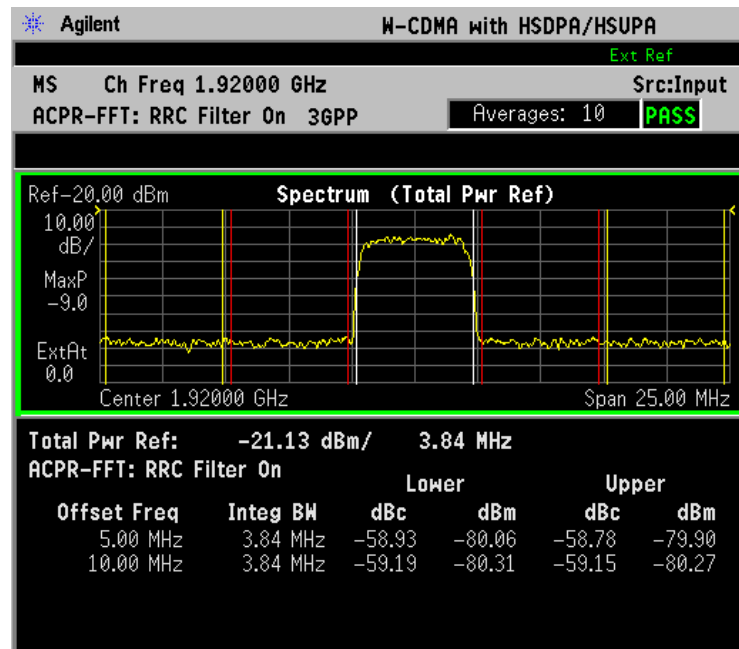 Agilent W-CDMA with HSDPA/HSUPA
Ext Ref
MS Ch Freq 1.92000 GHz Src:Input
ACPR-FFT: RRC Filter On 3GPP Averages: 10 PASS
Ref-20.00 dBm Spectrum (Total Pwr Ref)
10.00
dB/
MaxP
-9.0
ExtAt
0.0
Center 1.92000 GHz Span 25.00 MHz
Total Pwr Ref: -21.13 dBm/ 3.84 MHz
ACPR-FFT: RRC Filter On
Lower Upper
Offset Freq Integ BW dBc dBm dBc dBm
5.00 MHz 3.84 MHz -58.93 -80.06 -58.78 -79.90
10.00 MHz 3.84 MHz -59.19 -80.31 -59.15 -80.27